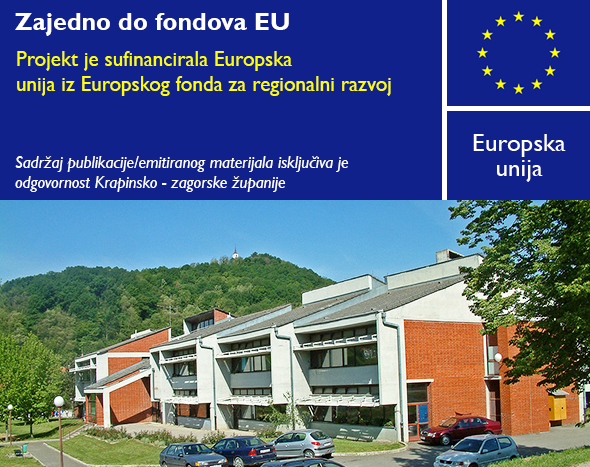 Zajedno do fondova EU
Projekt je sufinancirala Europska
unija iz Europskog fonda za regionalni razvoj
Sadržaj publikacije/emitiranog materijala isključiva je
odgovornost Krapinsko - zagorske županije
Europska
unija